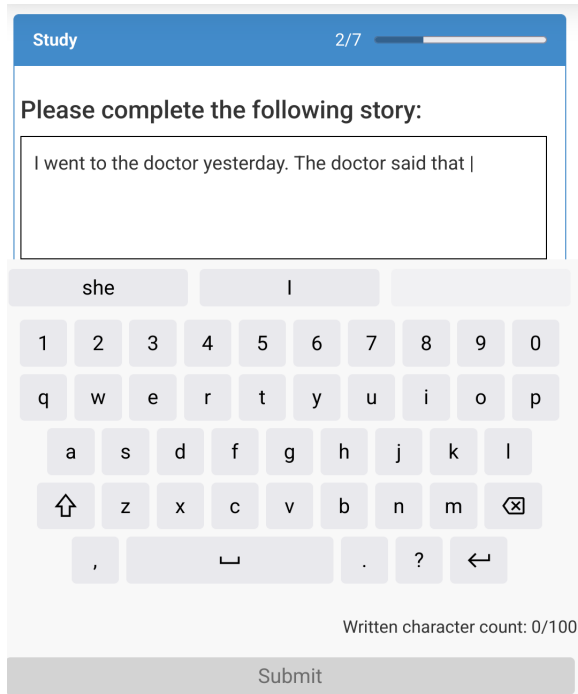 Study 2/7
Please complete the following story:
I went to the doctor yesterday. The doctor said that
she I
1 2 3 4 5 6 7 8 9 0
q w e r t y u i o p
a s d f g h j k l
z x c v b n m
, . ?
Written character count: 0/100
Submit